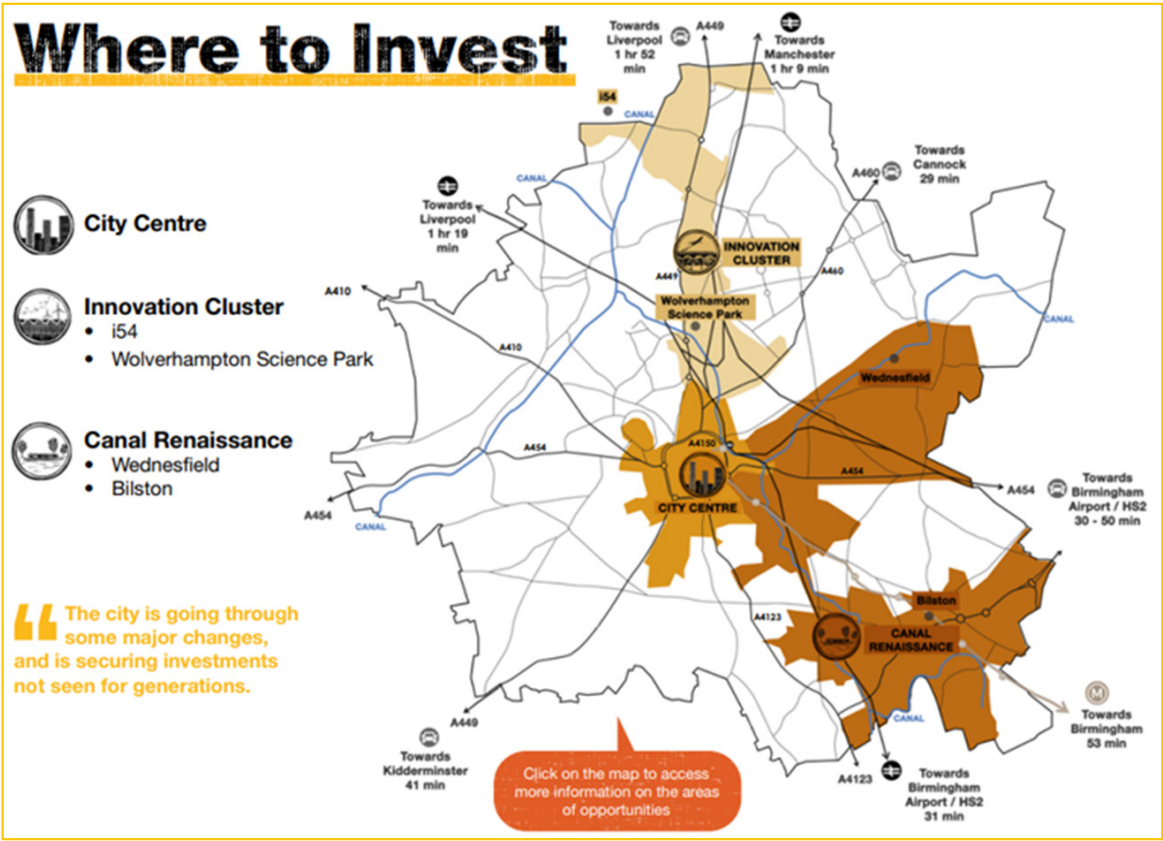 Where to Invest
City Centre
Innovation Cluster
• i54
• Wolverhampton Science Park
Canal Renaissance
• Wednesfield
• Bilston
“ The city is going through
some major changes,
and is securing investments
not seen for generations.
Towards
Liverpool
1 hr 52
min
A449
Towards
Manchester
1 hr 9 min
i54
CANAL
CANAL
Towards
Liverpool
1 hr 19
min
A460
Towards
Cannock
29 min
INNOVATION
CLUSTER
A449
A460
A410
Wolverhampton
Science Park
CANAL
A410
Wednesfield
A4150
A454
A454
CITY CENTRE
A454
Towards
Birmingham
Airport / HS2
30 - 50 min
A454
CANAL
Bilston
A4123
CANAL
RENAISSANCE
CANAL
A449
Towards
Kidderminster
41 min
Towards
Birmingham
53 min
M
A4123
Towards
Birmingham
Airport / HS2
31 min
Click on the map to access
more information on the areas
of opportunities